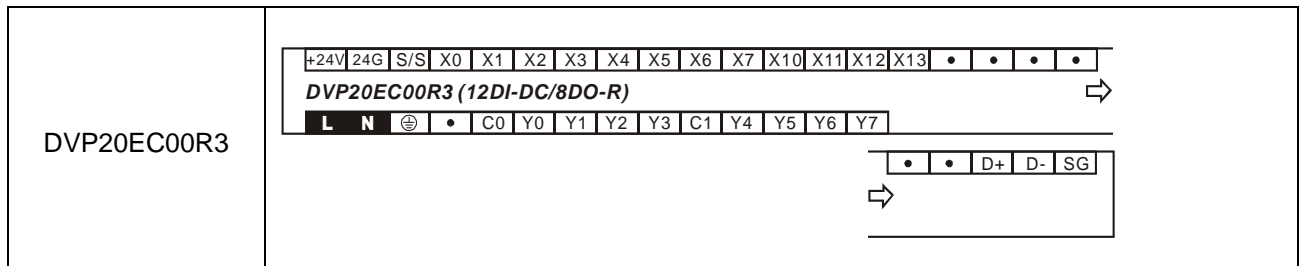 +24V 24G S/S X0 X1 X2 X3 X4 X5 X6 X7 X10 X11 X12 X13 • • • •
DVP20EC00R3 (12DI-DC/8DO-R)
L N ⏚ • C0 Y0 Y1 Y2 Y3 C1 Y4 Y5 Y6 Y7
DVP20EC00R3
• • D+ D- SG